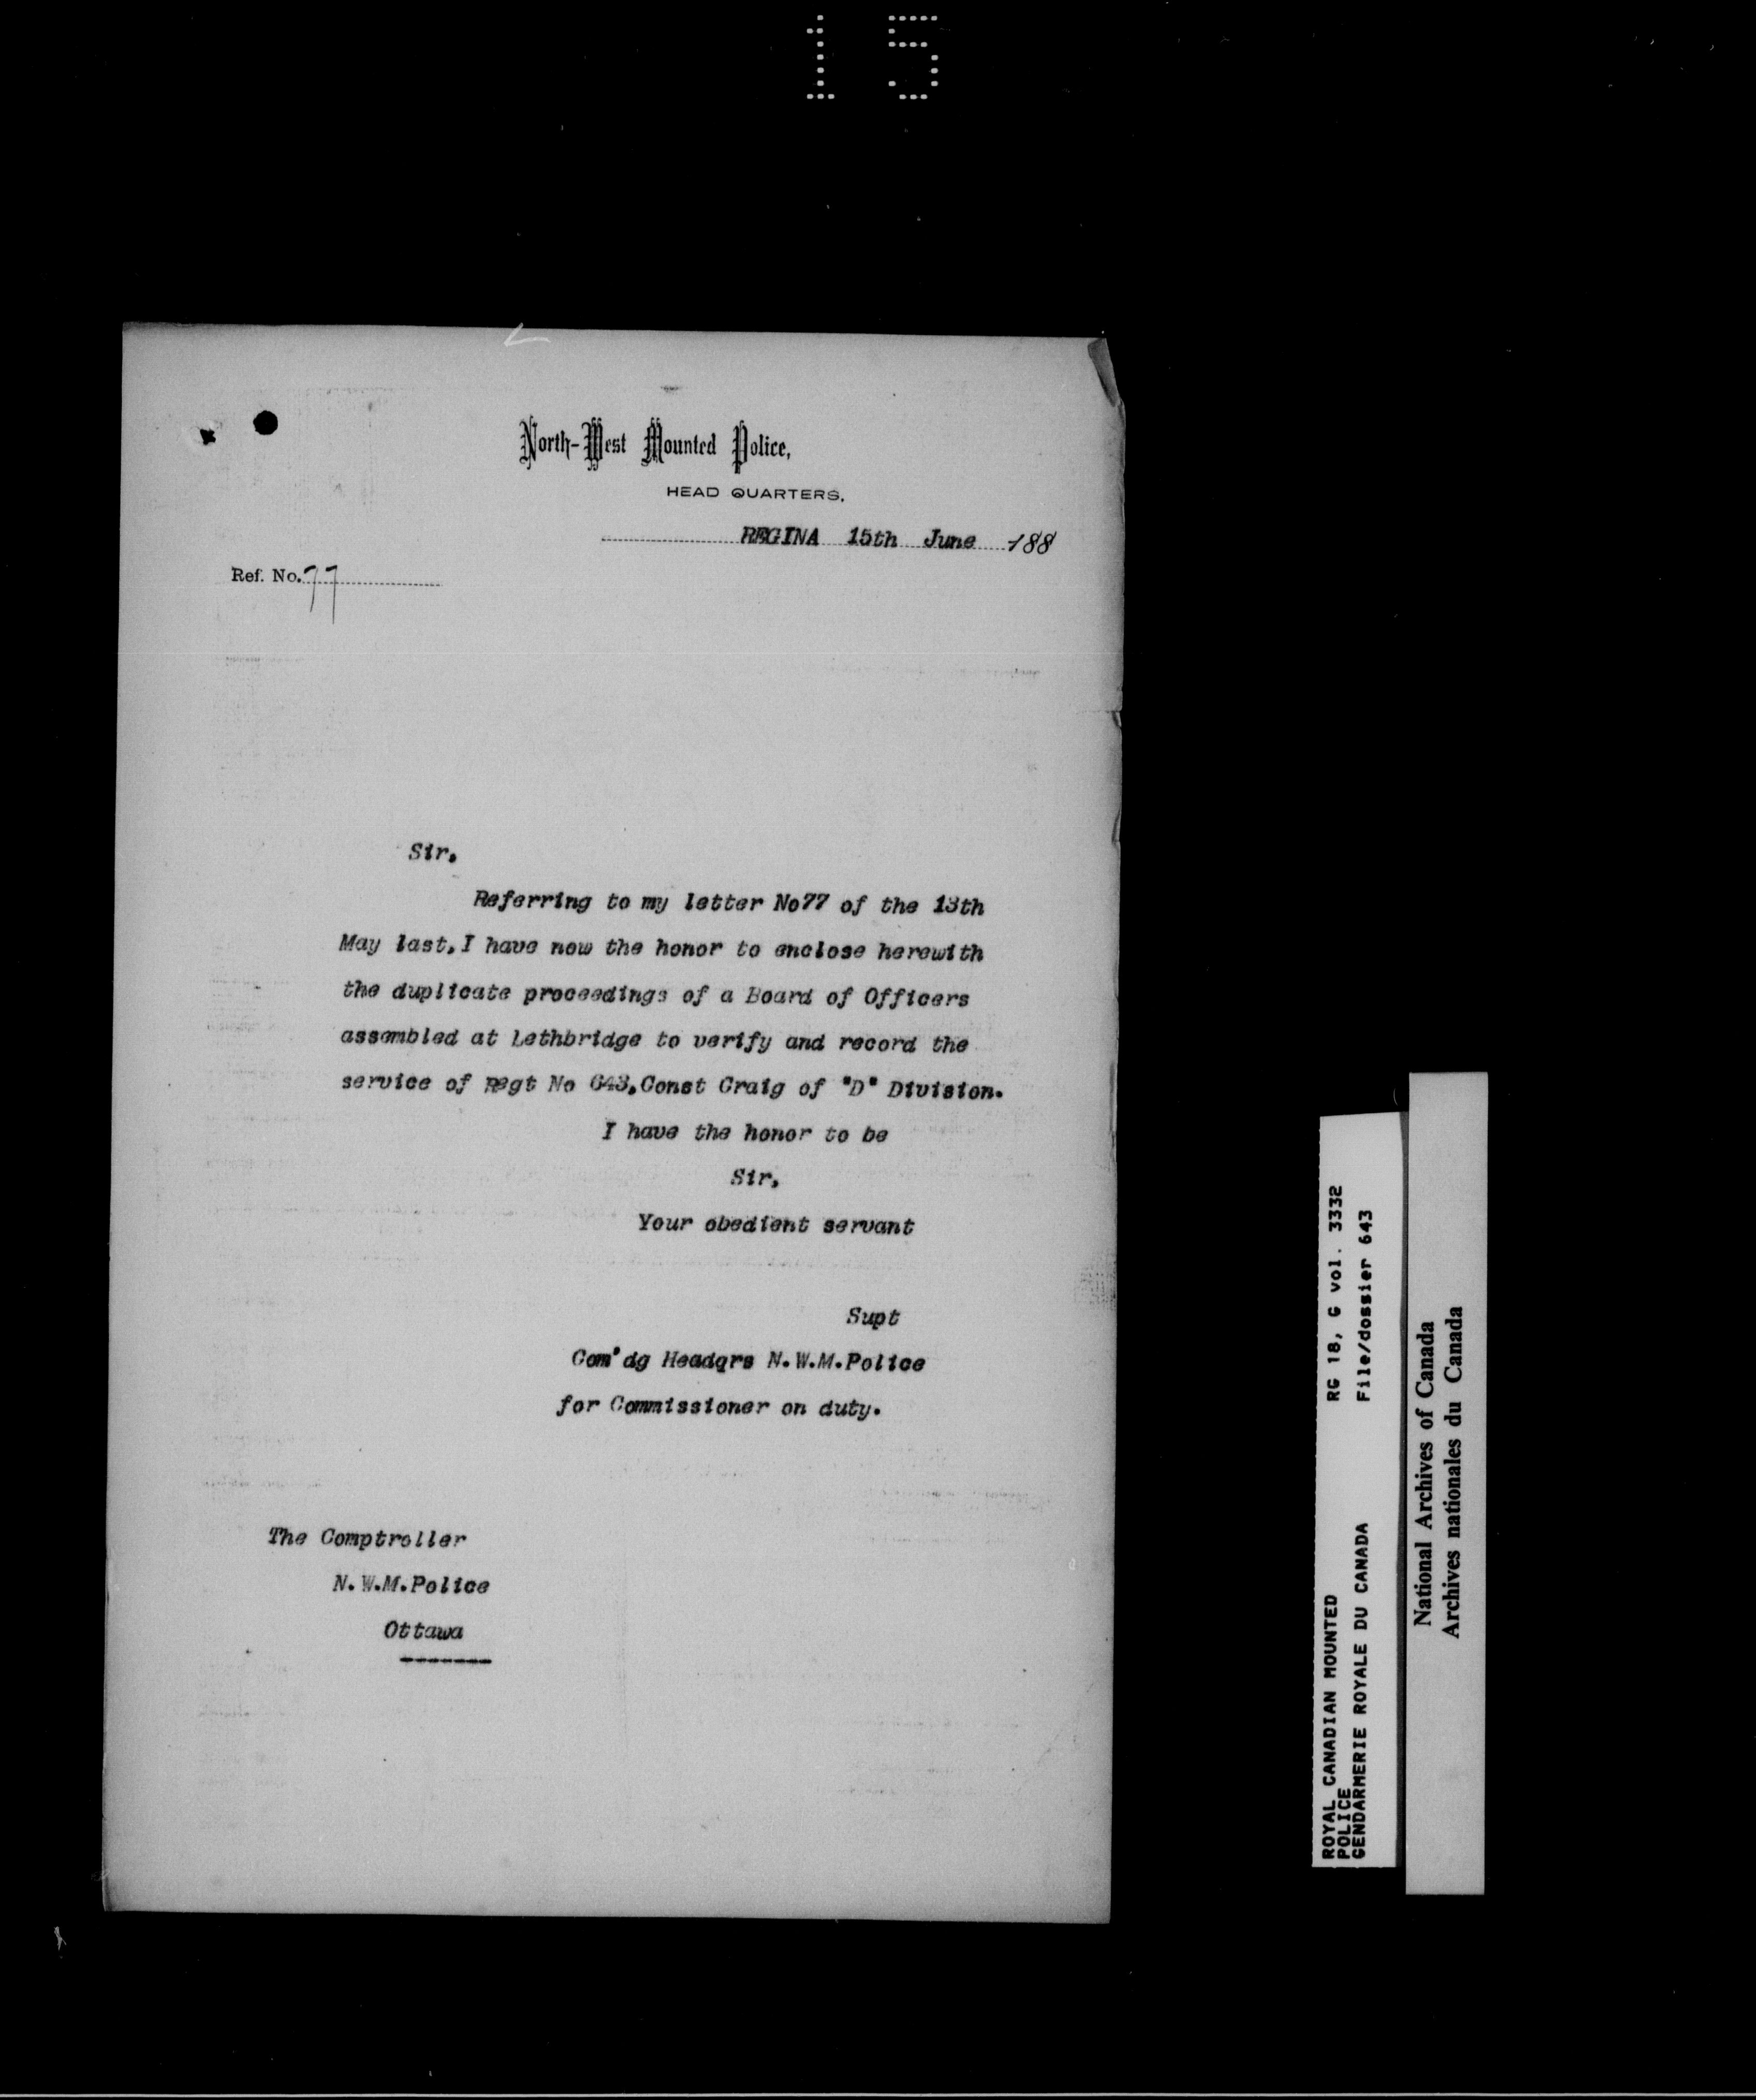 15
North-West Mounted Police,
HEAD QUARTERS.
REGINA 15th June 188
Ref. No. 77
Sir,
Referring to my letter No77 of the 13th
May last,I have now the honor to enclose herewith
the duplicate proceedings of a Board of Officers
assembled at Lethbridge to verify and record the
service of Regt No 643,Const Craig of "D" Division.
I have the honor to be
Sir,
Your obedient servant
Supt
Com'dg Headqrs N.W.M.Police
for Commissioner on duty.
The Comptroller
N.W.M.Police
Ottawa
ROYAL CANADIAN MOUNTED POLICE
GENDARMERIE ROYALE DU CANADA
RG 18, G vol. 3332
File/dossier 643
National Archives of Canada
Archives nationales du Canada